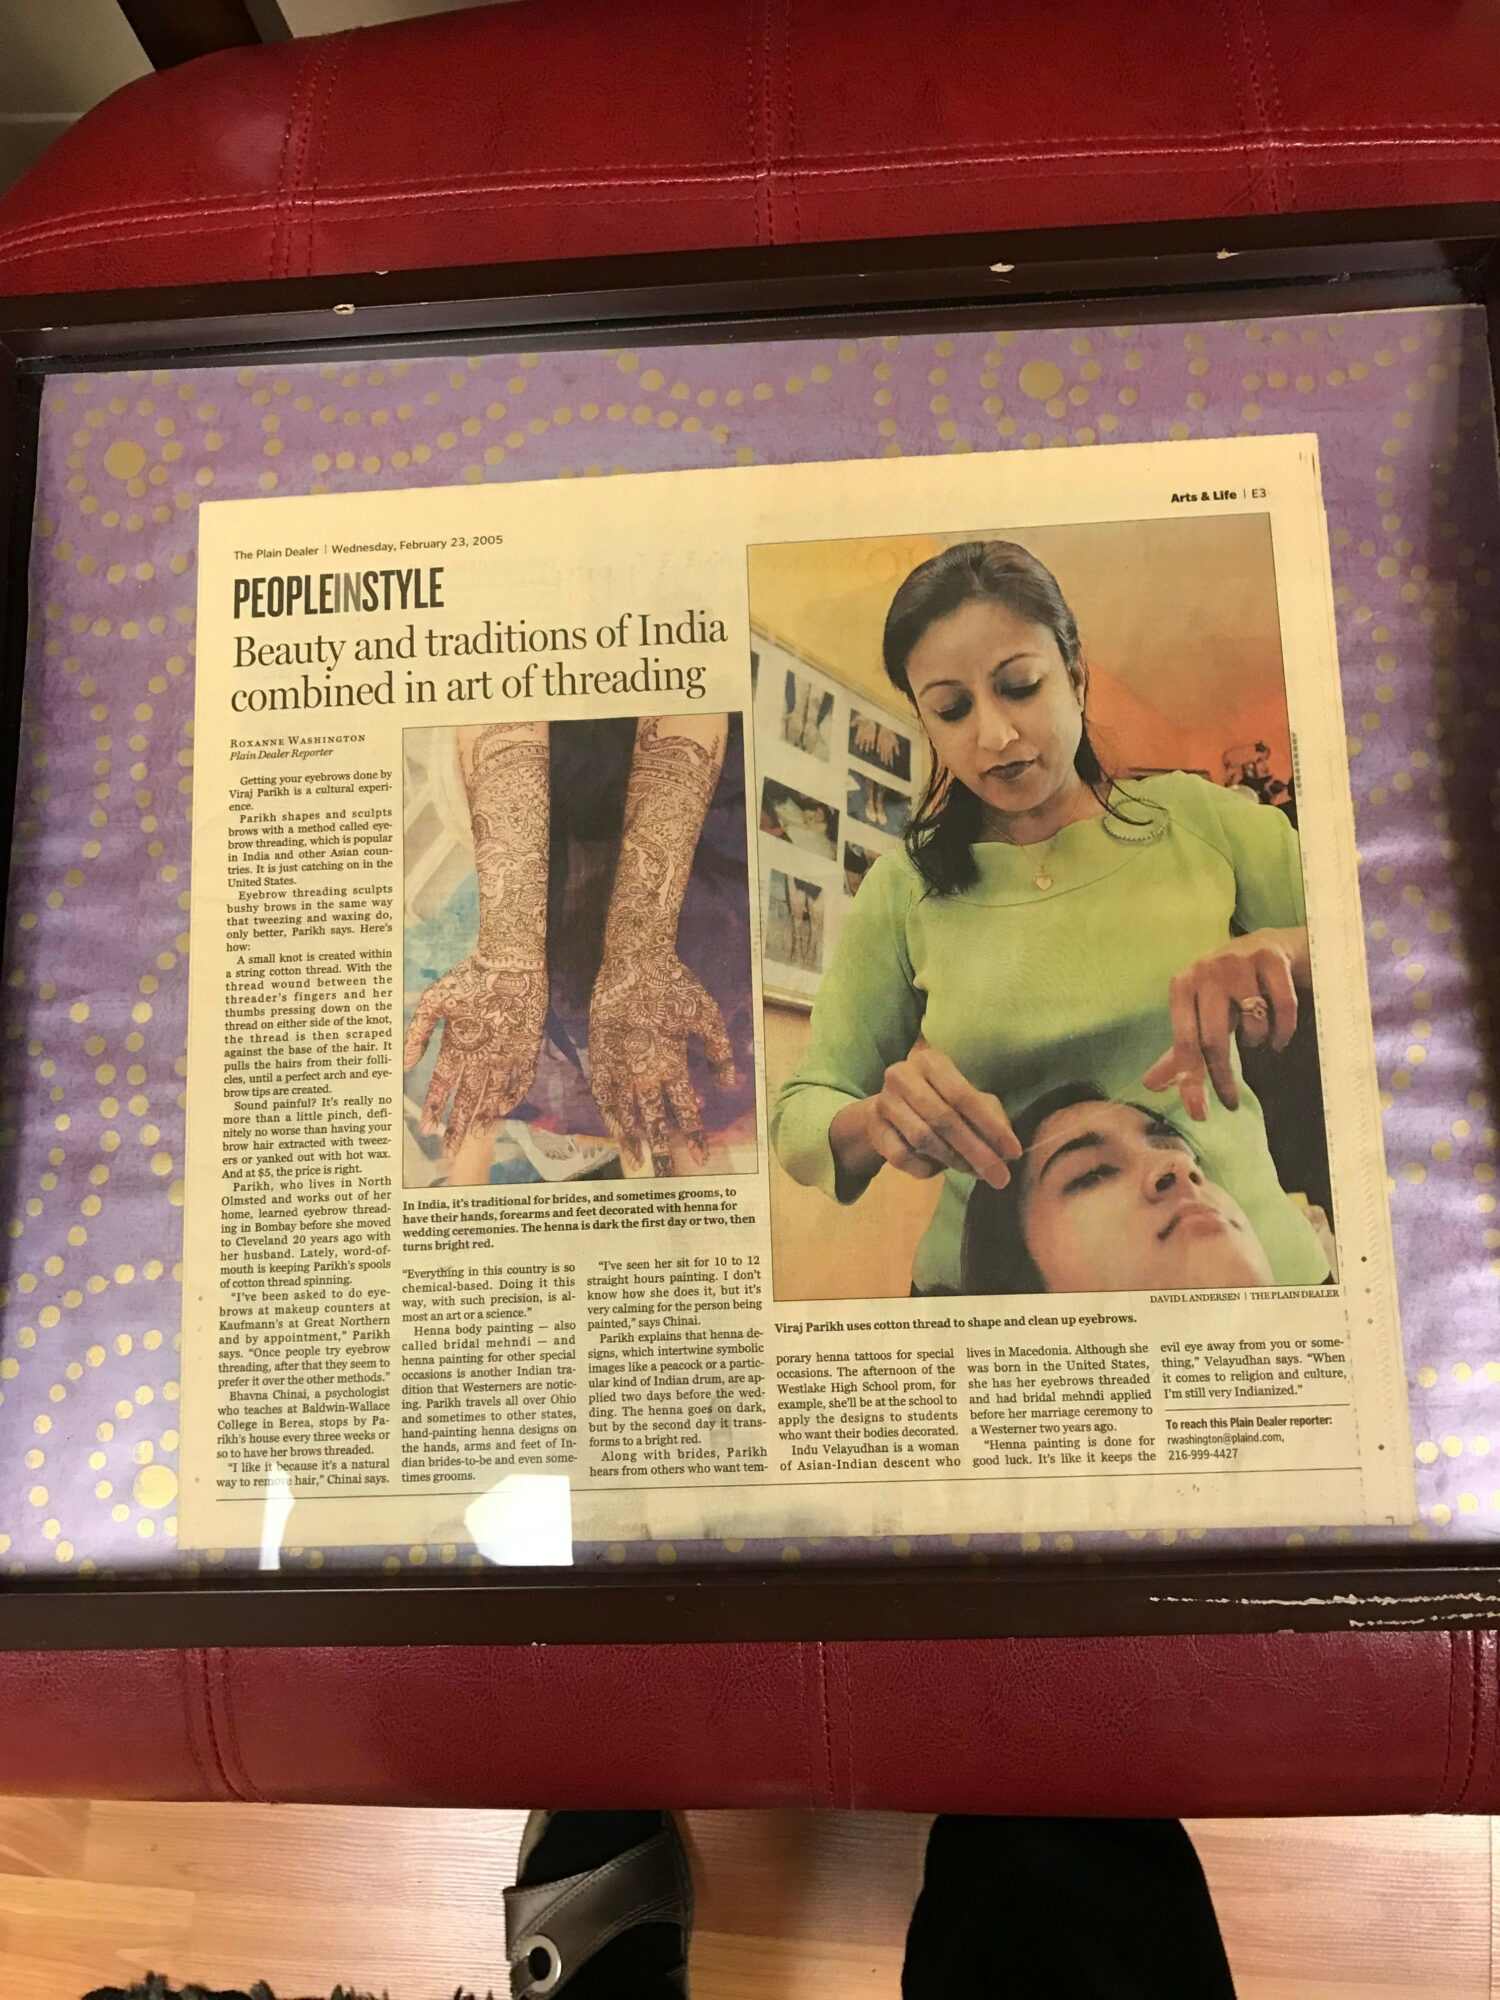 The Plain Dealer | Wednesday, February 23, 2005
Arts & Life | E3
PEOPLEINSTYLE
Beauty and traditions of India
combined in art of threading
ROXANNE WASHINGTON
Plain Dealer Reporter
Getting your eyebrows done by
Viraj Parikh is a cultural experi-
ence.
Parikh shapes and sculpts
brows with a method called eye-
brow threading, which is popular
in India and other Asian coun-
tries. It is just catching on in the
United States.
Eyebrow threading sculpts
bushy brows in the same way
that tweezing and waxing do,
only better, Parikh says. Here's
how:
A small knot is created within
a string cotton thread. With the
thread wound between the
threader's fingers and her
thumbs pressing down on the
thread on either side of the knot,
the thread is then scraped
against the base of the hair. It
pulls the hairs from their folli-
cles, until a perfect arch and eye-
brow tips are created.
Sound painful? It's really no
more than a little pinch, defi-
nitely no worse than having your
brow hair extracted with tweez-
ers or yanked out with hot wax.
And at $5, the price is right.
Parikh, who lives in North
Olmsted and works out of her
home, learned eyebrow thread-
ing in Bombay before she moved
to Cleveland 20 years ago with
her husband. Lately, word-of-
mouth is keeping Parikh's spools
of cotton thread spinning.
"I've been asked to do eye-
brows at makeup counters at
Kaufmann's at Great Northern
and by appointment," Parikh
says. "Once people try eyebrow
threading, after that they seem to
prefer it over the other methods."
Bhavna Chinai, a psychologist
who teaches at Baldwin-Wallace
College in Berea, stops by Pa-
rikh's house every three weeks or
so to have her brows threaded.
"I like it because it's a natural
way to remove hair," Chinai says.
In India, it's traditional for brides, and sometimes grooms, to
have their hands, forearms and feet decorated with henna for
wedding ceremonies. The henna is dark the first day or two, then
turns bright red.
"Everything in this country is so
chemical-based. Doing it this
way, with such precision, is al-
most an art or a science."
Henna body painting — also
called bridal mehndi — and
henna painting for other special
occasions is another Indian tra-
dition that Westerners are notic-
ing. Parikh travels all over Ohio
and sometimes to other states,
hand-painting henna designs on
the hands, arms and feet of In-
dian brides-to-be and even some-
times grooms.
"I've seen her sit for 10 to 12
straight hours painting. I don't
know how she does it, but it's
very calming for the person being
painted," says Chinai.
Parikh explains that henna de-
signs, which intertwine symbolic
images like a peacock or a partic-
ular kind of Indian drum, are ap-
plied two days before the wed-
ding. The henna goes on dark,
but by the second day it trans-
forms to a bright red.
Along with brides, Parikh
hears from others who want tem-
DAVID I. ANDERSEN | THE PLAIN DEALER
Viraj Parikh uses cotton thread to shape and clean up eyebrows.
porary henna tattoos for special
occasions. The afternoon of the
Westlake High School prom, for
example, she'll be at the school to
apply the designs to students
who want their bodies decorated.
Indu Velayudhan is a woman
of Asian-Indian descent who
lives in Macedonia. Although she
was born in the United States,
she has her eyebrows threaded
and had bridal mehndi applied
before her marriage ceremony to
a Westerner two years ago.
"Henna painting is done for
good luck. It's like it keeps the
evil eye away from you or some-
thing," Velayudhan says. "When
it comes to religion and culture,
I'm still very Indianized."
To reach this Plain Dealer reporter:
rwashington@plaind.com,
216-999-4427